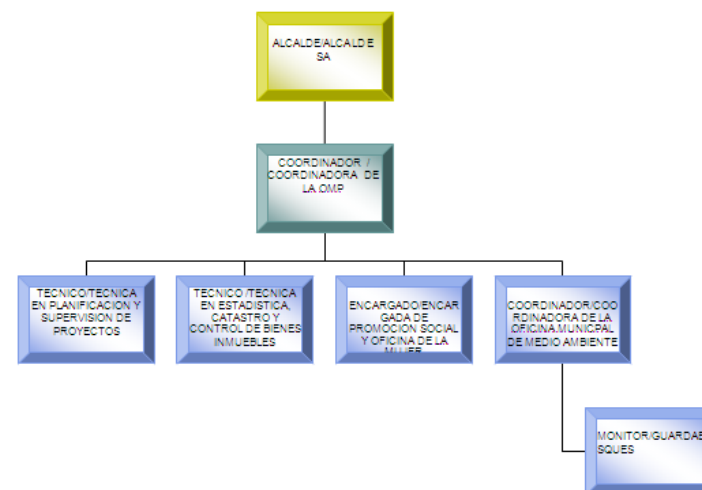 ALCALDE/ALCALDE
SA
COORDINADOR /
COORDINADORA DE
LA OMP
TECNICO/TECNICA
EN PLANIFICACION Y
SUPERVISION DE
PROYECTOS
TECNICO /TECNICA
EN ESTADISTICA,
CATASTRO Y
CONTROL DE BIENES
INMUEBLES
ENCARGADO/ENCAR
GADA DE
PROMOCION SOCIAL
Y OFICINA DE LA
MUJER
COORDINADOR/COO
RDINADORA DE LA
OFICINA MUNICIPAL
DE MEDIO AMBIENTE
MONITOR/GUARDAB
SQUES